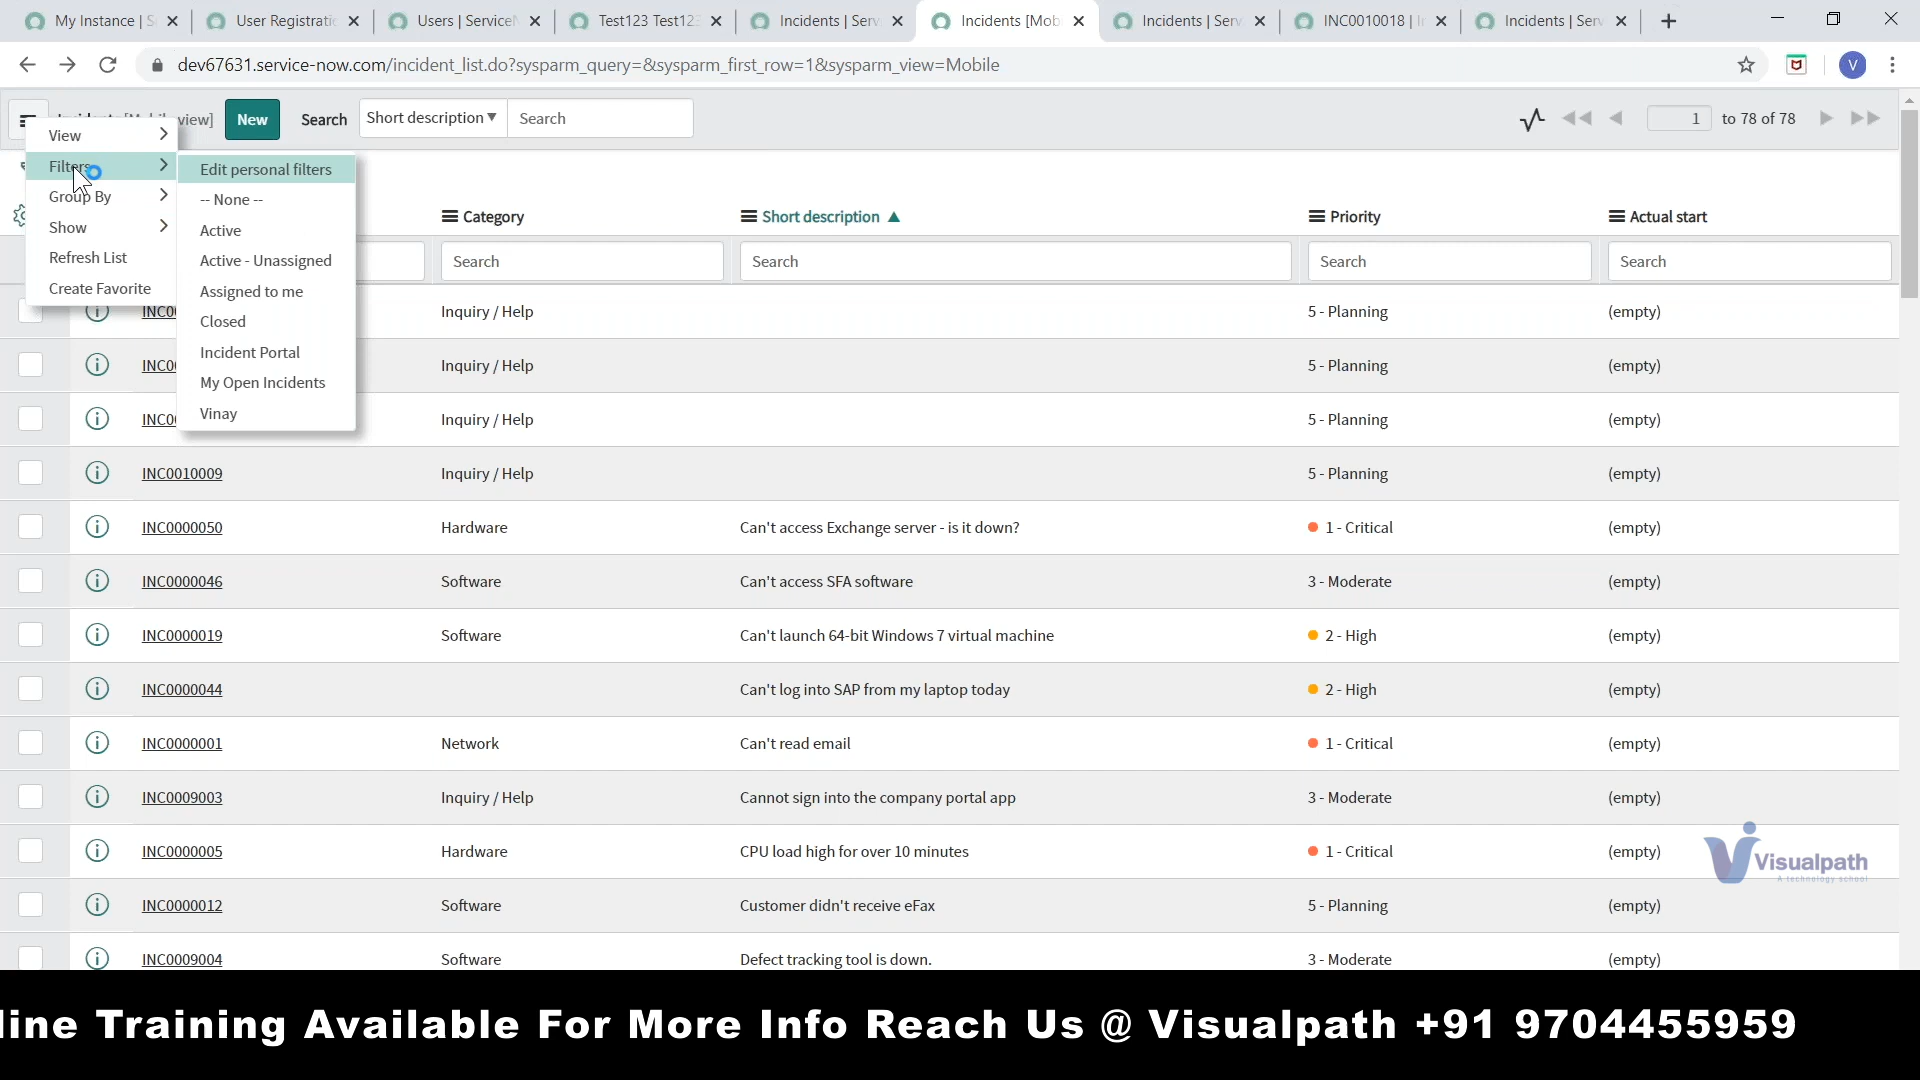 My Instance | S
User Registratio
Users | ServiceN
Test123 Test123
Incidents | Serv
Incidents [Mob
Incidents | Serv
INC0010018 | In
Incidents | Serv
dev67631.service-now.com/incident_list.do?sysparm_query=&sysparm_first_row=1&sysparm_view=Mobile
V
view] New Search Short description Search
1 to 78 of 78
View
Filters
Group By
Show
Refresh List
Create Favorite
Edit personal filters
-- None --
Active
Active - Unassigned
Assigned to me
Closed
Incident Portal
My Open Incidents
Vinay
Category Short description Priority Actual start
Search Search Search Search
INC00 Inquiry / Help 5 - Planning (empty)
INC00 Inquiry / Help 5 - Planning (empty)
INC00 Inquiry / Help 5 - Planning (empty)
INC0010009 Inquiry / Help 5 - Planning (empty)
INC0000050 Hardware Can't access Exchange server - is it down? 1 - Critical (empty)
INC0000046 Software Can't access SFA software 3 - Moderate (empty)
INC0000019 Software Can't launch 64-bit Windows 7 virtual machine 2 - High (empty)
INC0000044 Can't log into SAP from my laptop today 2 - High (empty)
INC0000001 Network Can't read email 1 - Critical (empty)
INC0009003 Inquiry / Help Cannot sign into the company portal app 3 - Moderate (empty)
INC0000005 Hardware CPU load high for over 10 minutes 1 - Critical (empty)
INC0000012 Software Customer didn't receive eFax 5 - Planning (empty)
INC0009004 Software Defect tracking tool is down. 3 - Moderate (empty)
Visualpath
A technology school
line Training Available For More Info Reach Us @ Visualpath +91 9704455959